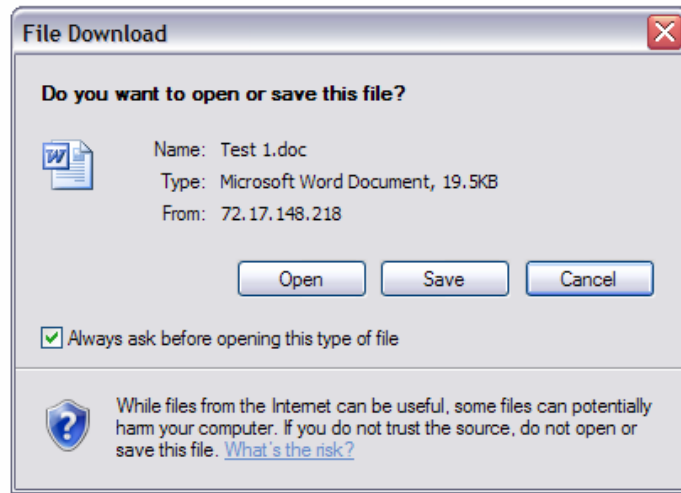 File Download
Do you want to open or save this file?
Name: Test 1.doc
Type: Microsoft Word Document, 19.5KB
From: 72.17.148.218
Open Save Cancel
Always ask before opening this type of file
While files from the Internet can be useful, some files can potentially
harm your computer. If you do not trust the source, do not open or
save this file. What's the risk?